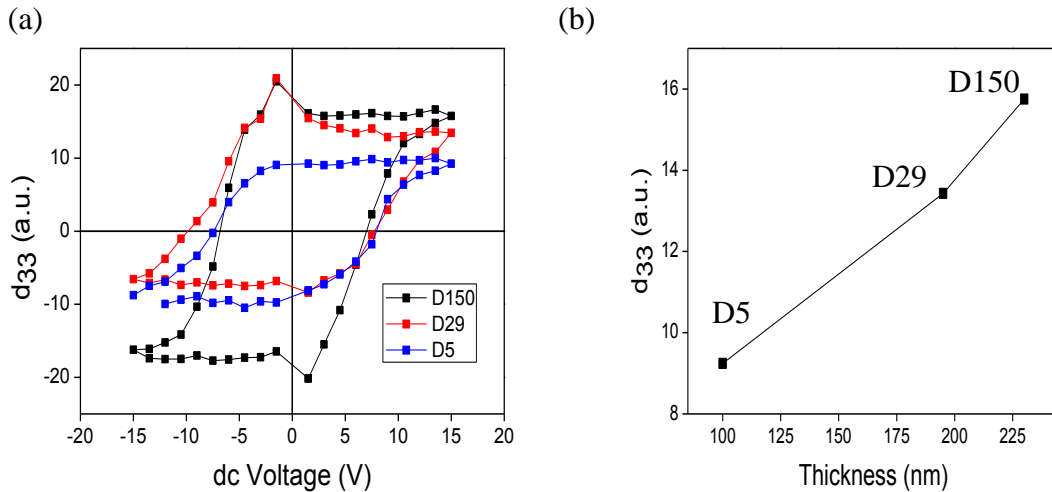 (a)
d33 (a.u.)
20
10
0
-10
-20
-20 -15 -10 -5 0 5 10 15 20
dc Voltage (V)
D150
D29
D5
(b)
d33 (a.u.)
16
14
12
10
8
100 125 150 175 200 225
Thickness (nm)
D150
D29
D5